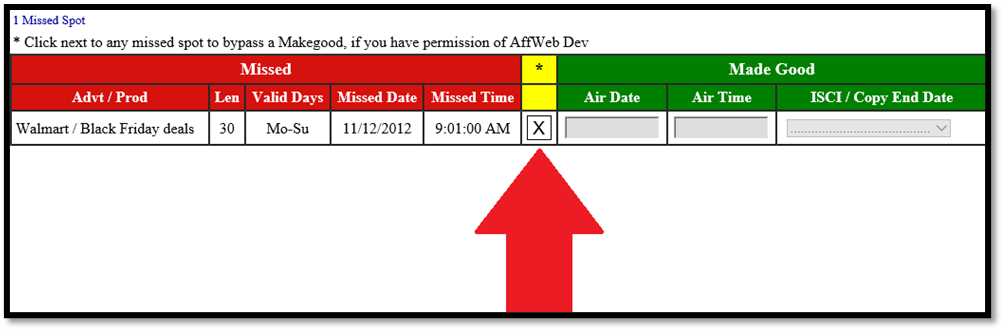 1 Missed Spot
* Click next to any missed spot to bypass a Makegood, if you have permission of AffWeb Dev
Missed * Made Good
Advt / Prod Len Valid Days Missed Date Missed Time Air Date Air Time ISCI / Copy End Date
Walmart / Black Friday deals 30 Mo-Su 11/12/2012 9:01:00 AM X ........................................